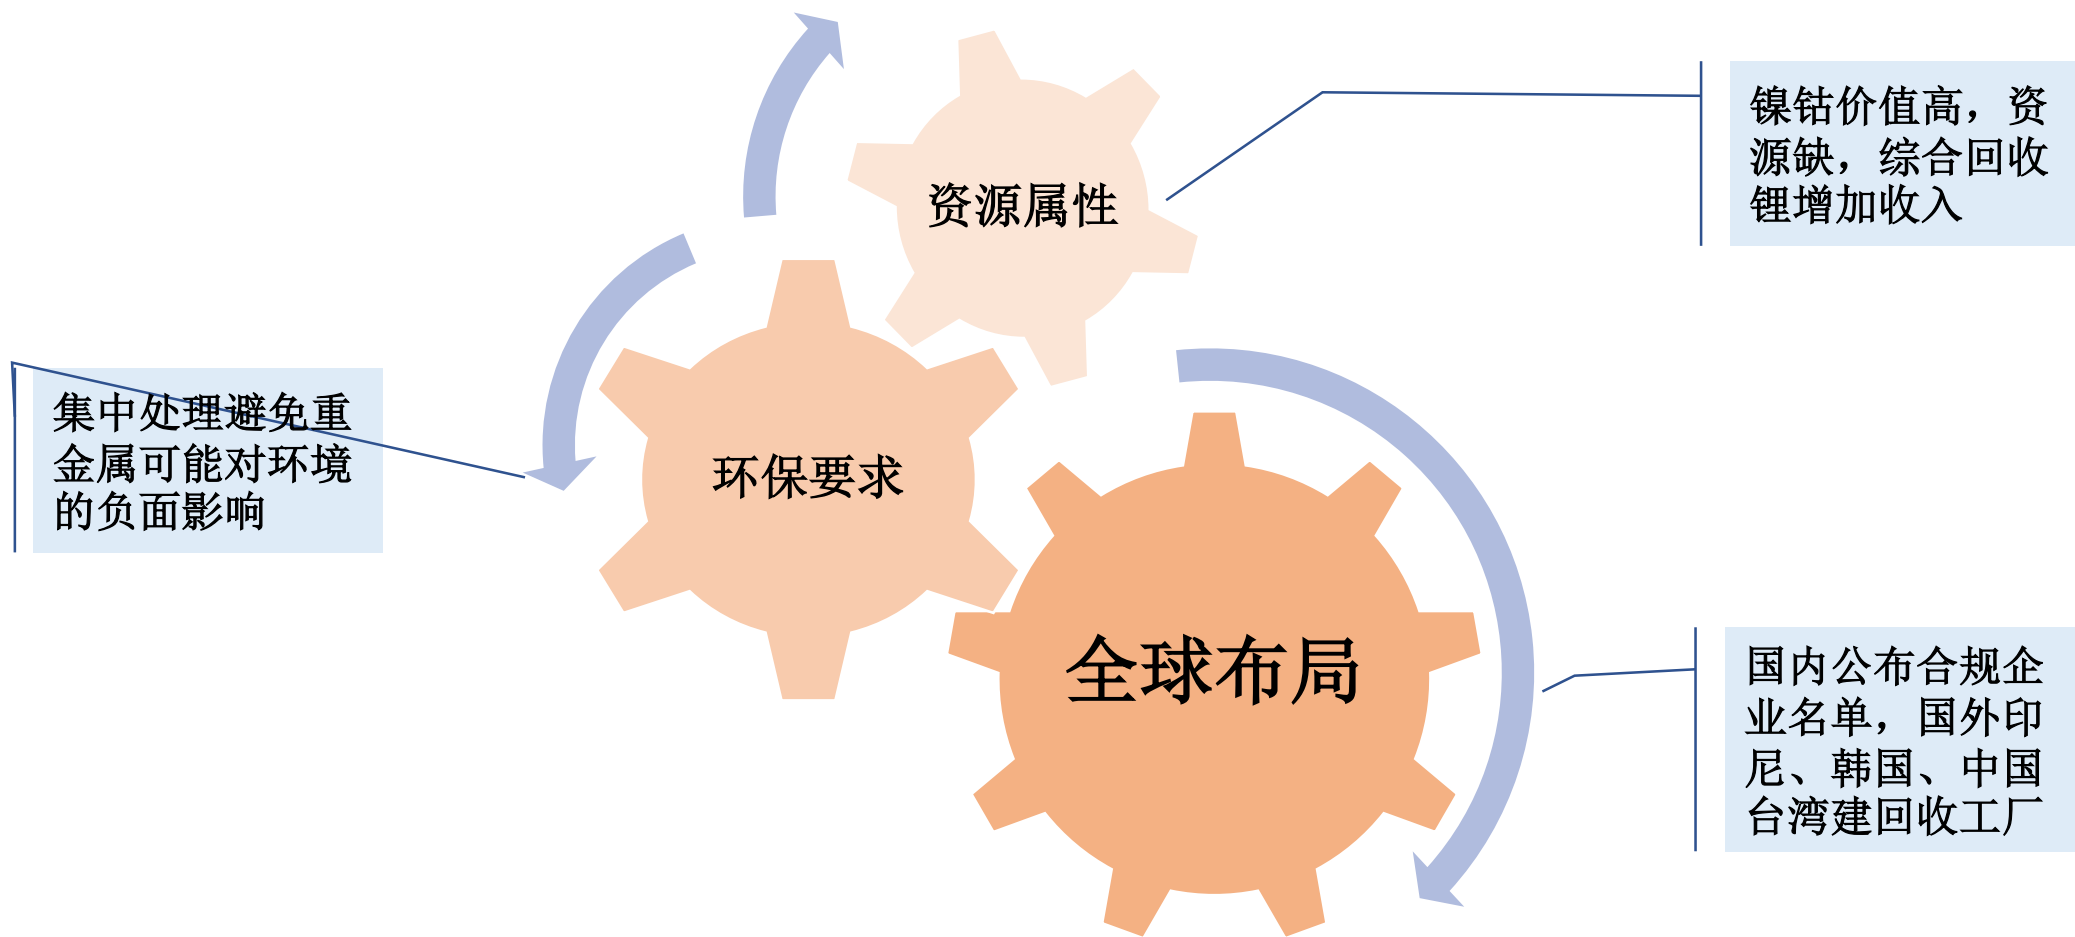 资源属性
镍钴价值高，资
源缺，综合回收
锂增加收入
环保要求
集中处理避免重
金属可能对环境
的负面影响
全球布局
国内公布合规企
业名单，国外印
尼、韩国、中国
台湾建回收工厂